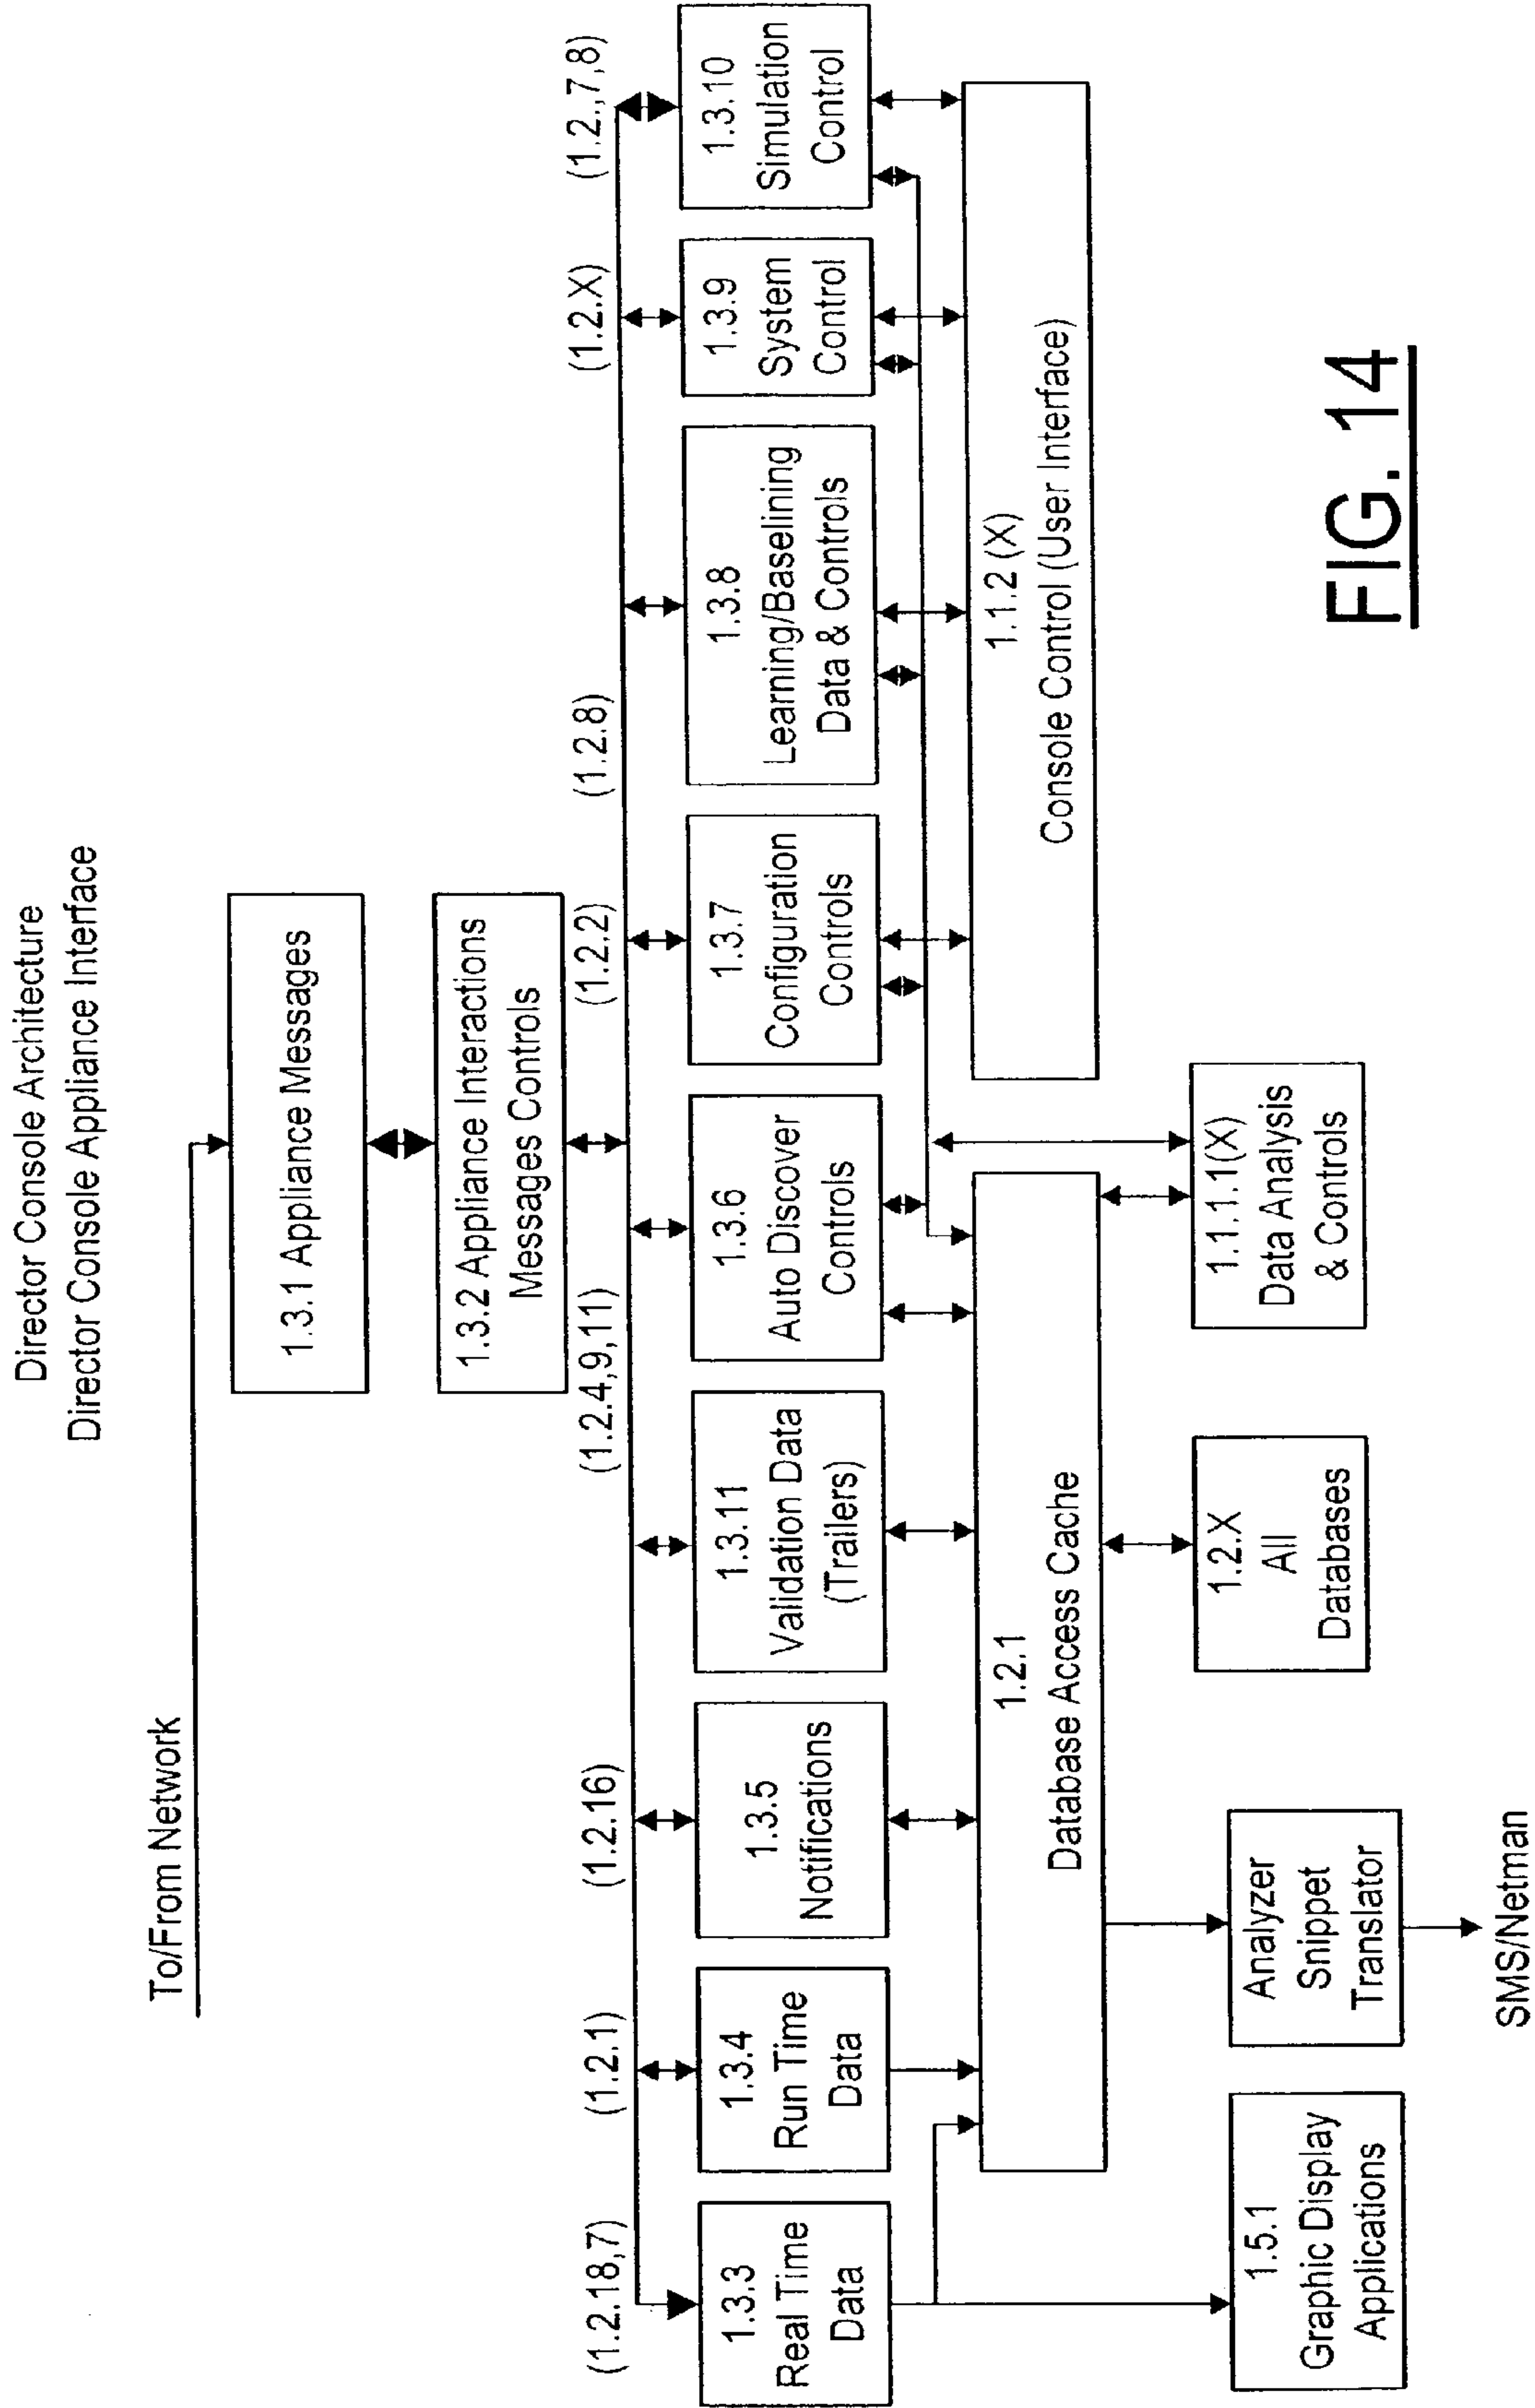 Director Console Architecture
Director Console Appliance Interface
To/From Network
1.3.1 Appliance Messages
1.3.2 Appliance Interactions
Messages Controls
(1.2.18,7)
(1.2.1)
(1.2.16)
(1.2.4,9,11)
(1.2.2)
(1.2.8)
(1.2.X)
(1.2.,7,8)
1.3.3
Real Time
Data
1.3.4
Run Time
Data
1.3.5
Notifications
1.3.11
Validation Data
(Trailers)
1.3.6
Auto Discover
Controls
1.3.7
Configuration
Controls
1.3.8
Learning/Baselining
Data & Controls
1.3.9
System
Control
1.3.10
Simulation
Control
1.2.1
Database Access Cache
1.1.2 (X)
Console Control (User Interface)
1.5.1
Graphic Display
Applications
Analyzer
Snippet
Translator
SMS/Netman
1.2.X
All
Databases
1.1.1.1(X)
Data Analysis
& Controls
FIG. 14